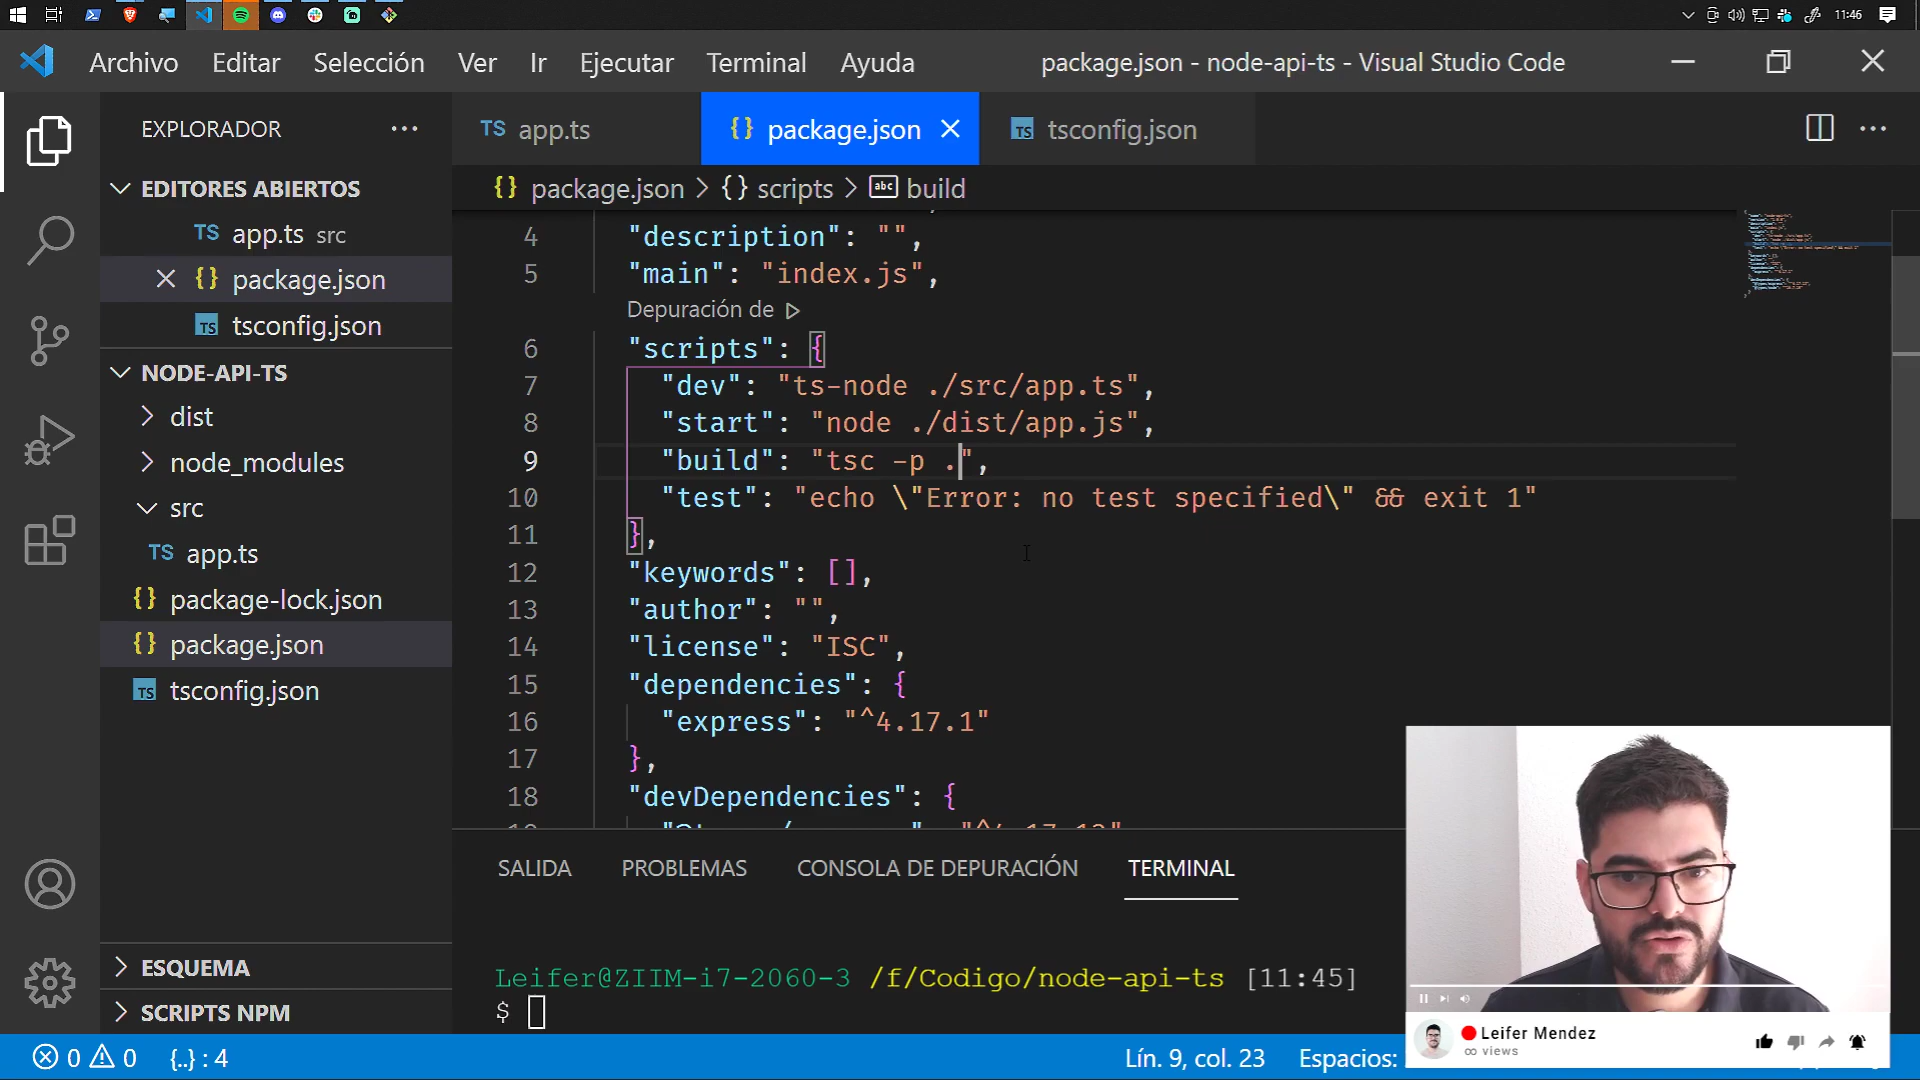 11:46
Archivo Editar Selección Ver Ir Ejecutar Terminal Ayuda package.json - node-api-ts - Visual Studio Code
EXPLORADOR
EDITORES ABIERTOS
TS app.ts src
{} package.json
TS tsconfig.json
NODE-API-TS
dist
node_modules
src
TS app.ts
{} package-lock.json
{} package.json
TS tsconfig.json
ESQUEMA
SCRIPTS NPM
TS app.ts {} package.json TS tsconfig.json
{} package.json > {} scripts > abc build
4 "description": "",
5 "main": "index.js",
Depuración de
6 "scripts": {
7 "dev": "ts-node ./src/app.ts",
8 "start": "node ./dist/app.js",
9 "build": "tsc -p .",
10 "test": "echo \"Error: no test specified\" && exit 1"
11 },
12 "keywords": [],
13 "author": "",
14 "license": "ISC",
15 "dependencies": {
16 "express": "^4.17.1"
17 },
18 "devDependencies": {
SALIDA PROBLEMAS CONSOLA DE DEPURACIÓN TERMINAL
Leifer@ZIIM-i7-2060-3 /f/Codigo/node-api-ts [11:45]
$
Leifer Mendez
∞ views
0 0 {..} : 4 Lín. 9, col. 23 Espacios: